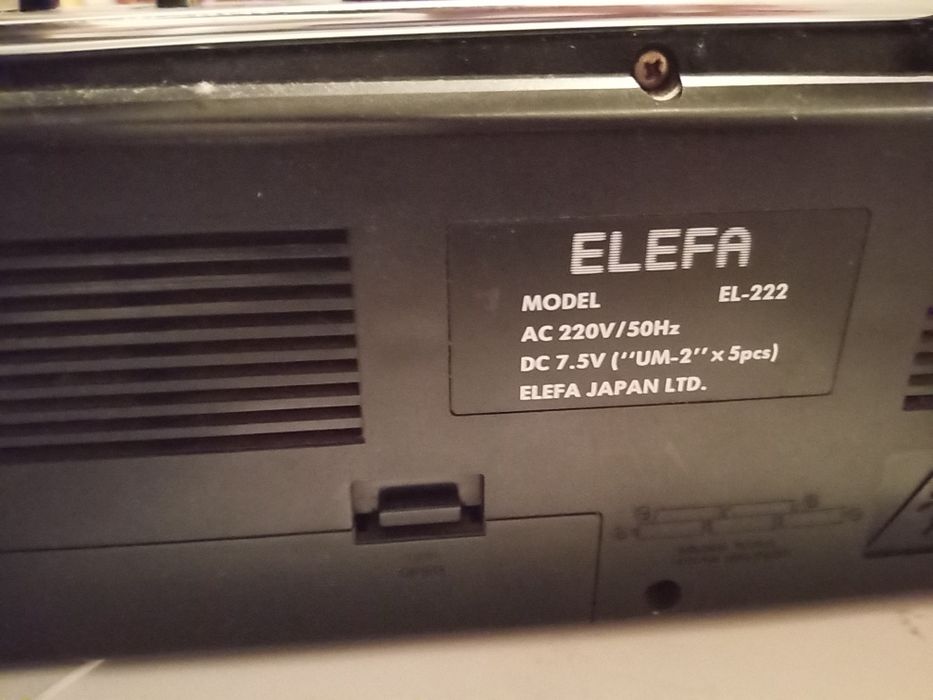 ELEFA
MODEL EL-222
AC 220V/50Hz
DC 7.5V (''UM-2'' x 5pcs)
ELEFA JAPAN LTD.